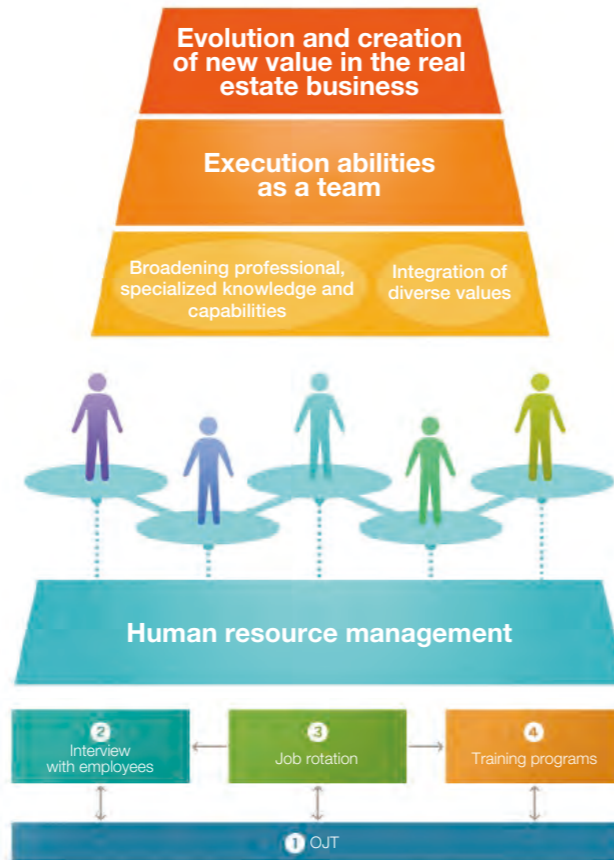 Evolution and creation
of new value in the real
estate business
Execution abilities
as a team
Broadening professional,
specialized knowledge and
capabilities
Integration of
diverse values
Human resource management
2
Interview
with employees
3
Job rotation
4
Training programs
1 OJT